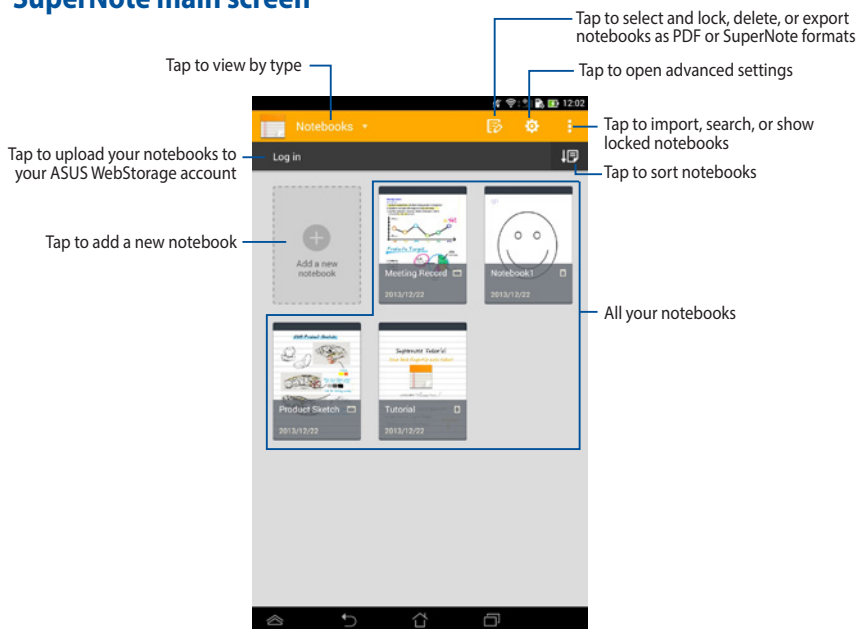 SuperNote main screen
Tap to select and lock, delete, or export
notebooks as PDF or SuperNote formats
Tap to view by type
Tap to open advanced settings
12:02
Notebooks
Tap to import, search, or show
locked notebooks
Tap to upload your notebooks to
your ASUS WebStorage account
Log in
Tap to sort notebooks
Tap to add a new notebook
Add a new
notebook
Products Target
Meeting Record
2013/12/22
Notebook1
2013/12/22
All your notebooks
Product Sketch
2013/12/22
SuperNote Tutorial
Tutorial
2013/12/22